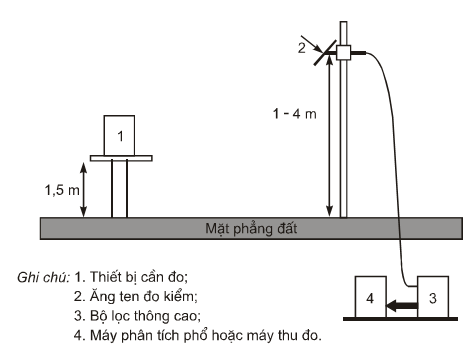 2
1 - 4 m
1
1,5 m
Mặt phẳng đất
4
3
Ghi chú: 1. Thiết bị cần đo;
2. Ăng ten đo kiểm;
3. Bộ lọc thông cao;
4. Máy phân tích phổ hoặc máy thu đo.